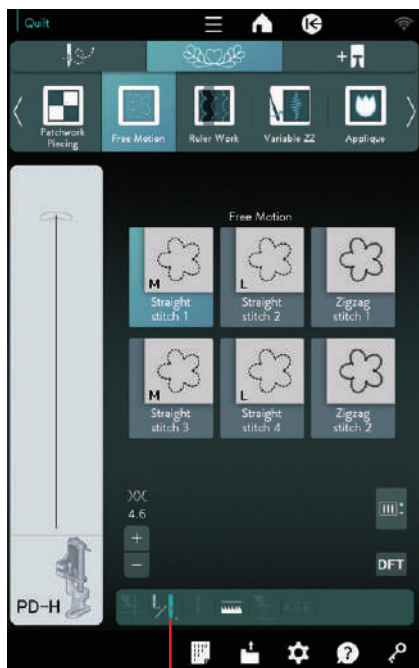 Quilt
Patchwork
Piecing
Free Motion
Ruler Work
Variable ZZ
Applique
Free Motion
M
Straight
stitch 1
L
Straight
stitch 2
Zigzag
stitch 1
M
Straight
stitch 3
L
Straight
stitch 4
Zigzag
stitch 2
4.6
+
−
DFT
PD-H